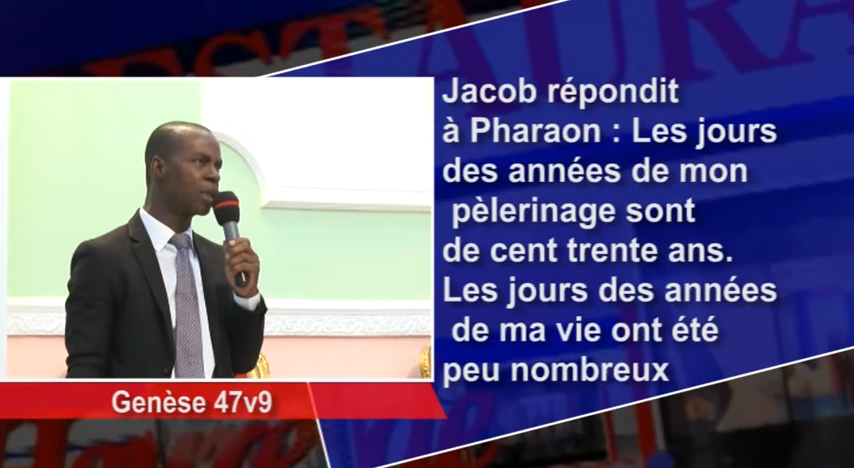 Jacob répondit
à Pharaon : Les jours
des années de mon
pèlerinage sont
de cent trente ans.
Les jours des années
de ma vie ont été
peu nombreux
Genèse 47v9